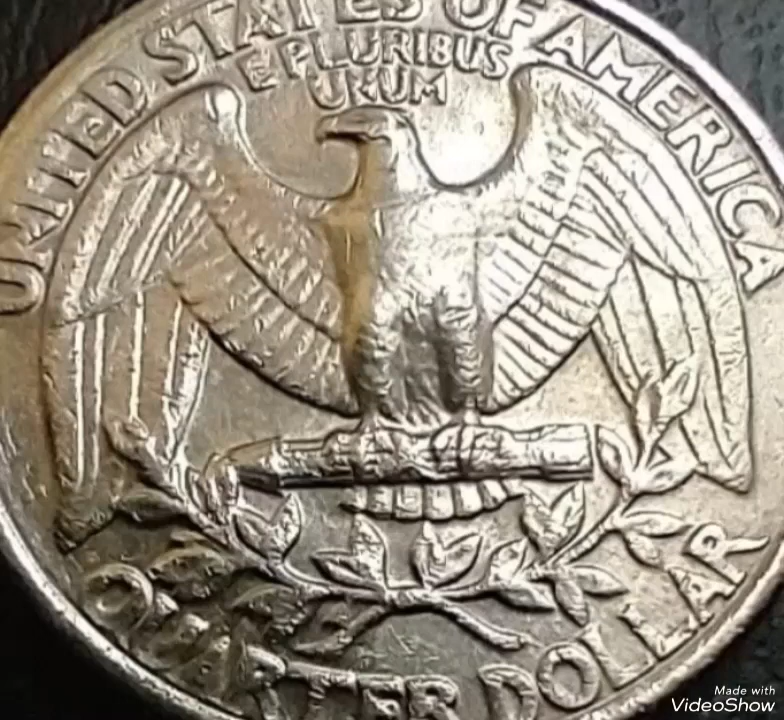 UNITED STATES OF AMERICA
E PLURIBUS
UNUM
QUARTER DOLLAR
Made with
VideoShow